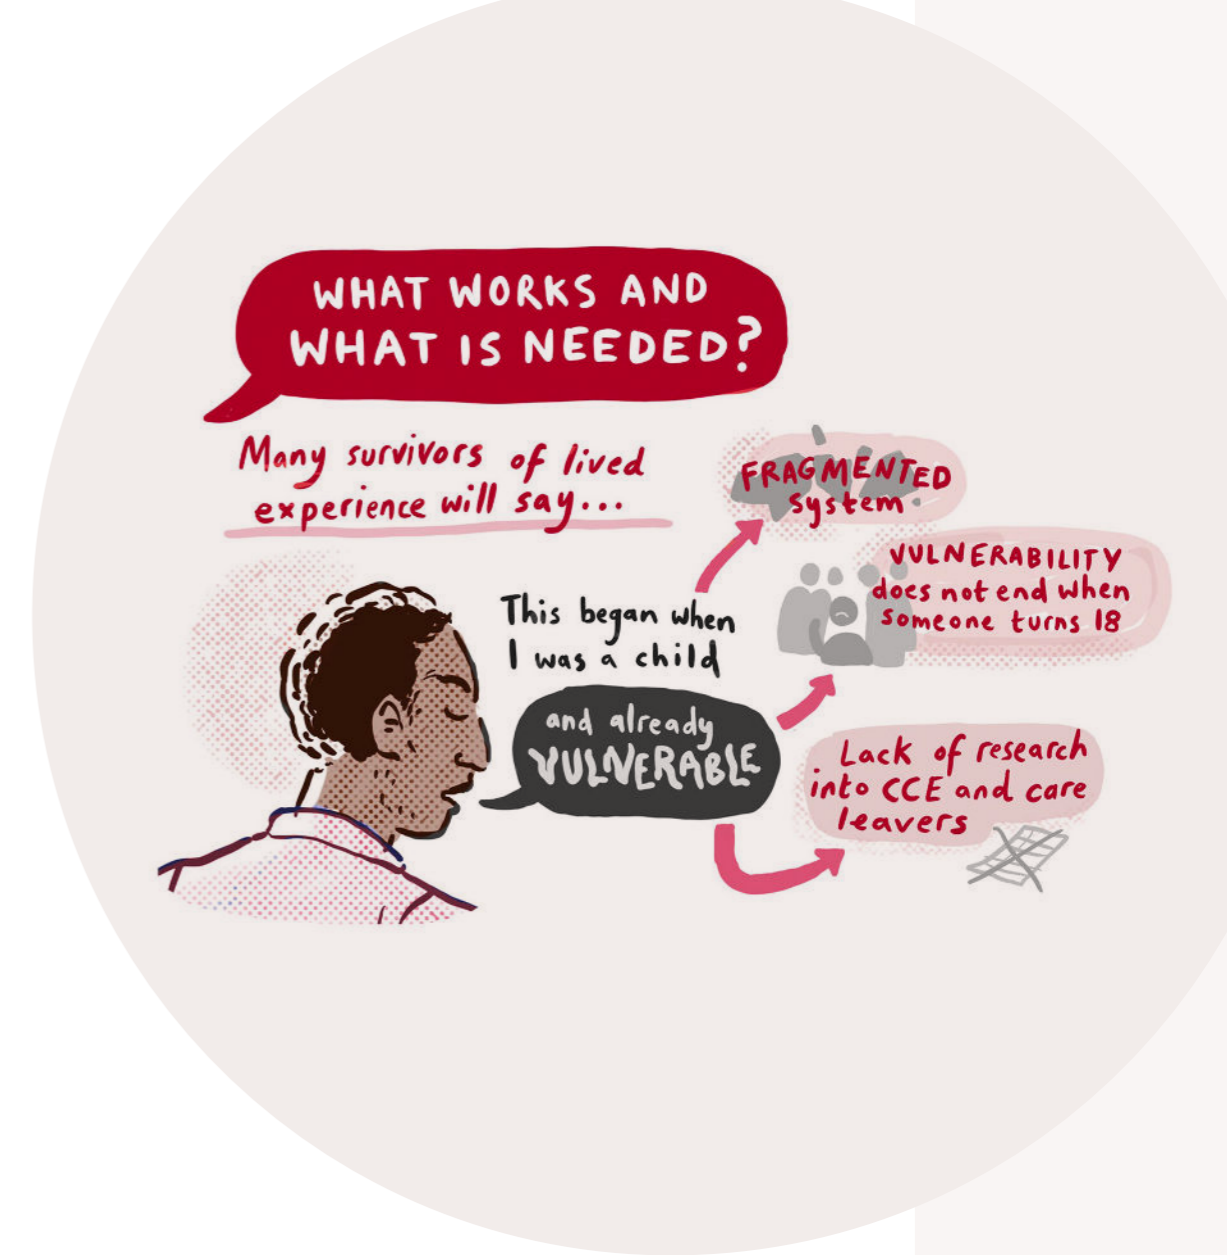 WHAT WORKS AND
WHAT IS NEEDED?
Many survivors of lived
experience will say...
This began when
I was a child
and already
VULNERABLE
FRAGMENTED
system
VULNERABILITY
does not end when
someone turns 18
Lack of research
into CCE and care
leavers